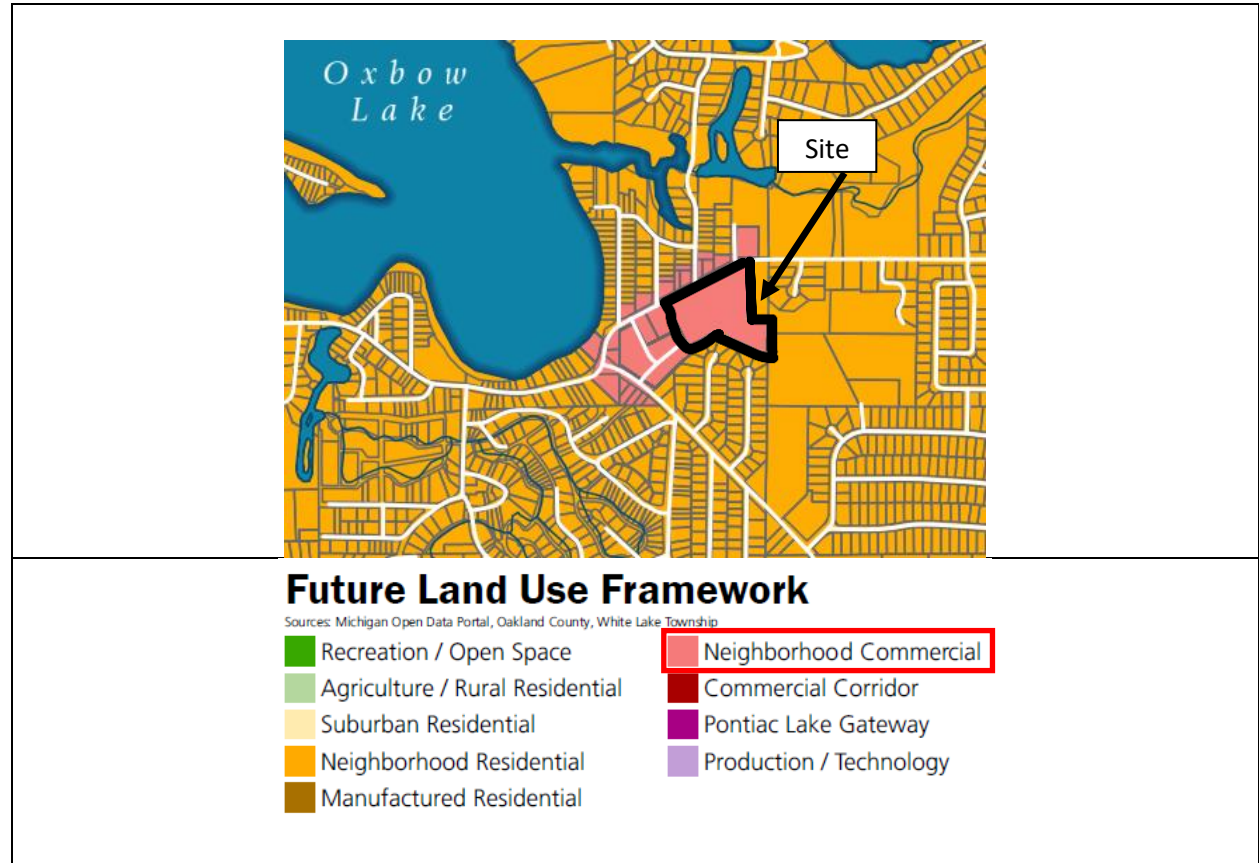 Oxbow
Lake
Site
Future Land Use Framework
Sources: Michigan Open Data Portal, Oakland County, White Lake Township
Recreation / Open Space
Agriculture / Rural Residential
Suburban Residential
Neighborhood Residential
Manufactured Residential
Neighborhood Commercial
Commercial Corridor
Pontiac Lake Gateway
Production / Technology